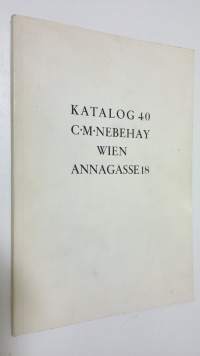 KATALOG 40
C·M·NEBEHAY
WIEN
ANNAGASSE 18